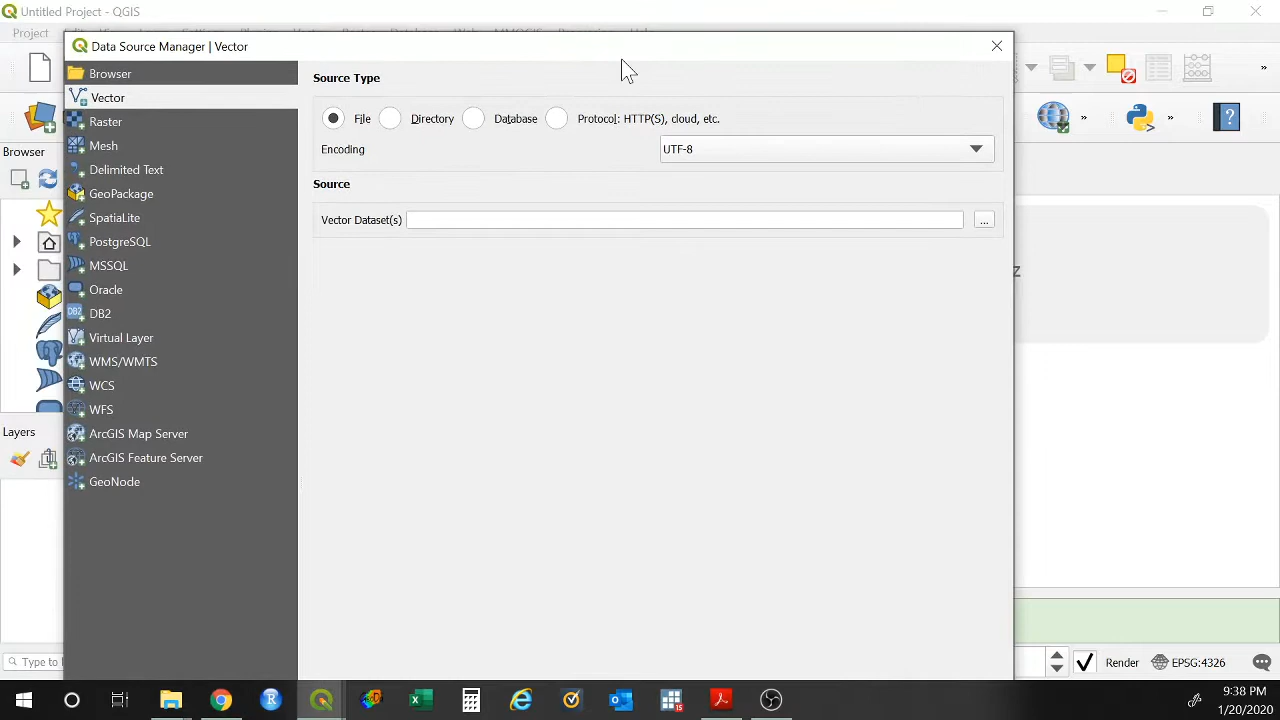 Untitled Project - QGIS
Project
Data Source Manager | Vector
Browser
Vector
Raster
Mesh
Delimited Text
GeoPackage
SpatiaLite
PostgreSQL
MSSQL
Oracle
DB2
Virtual Layer
WMS/WMTS
WCS
WFS
ArcGIS Map Server
ArcGIS Feature Server
GeoNode
Source Type
File
Directory
Database
Protocol: HTTP(S), cloud, etc.
Encoding
UTF-8
Source
Vector Dataset(s)
...
Browser
Layers
Type to
Render
EPSG:4326
9:38 PM
1/20/2020